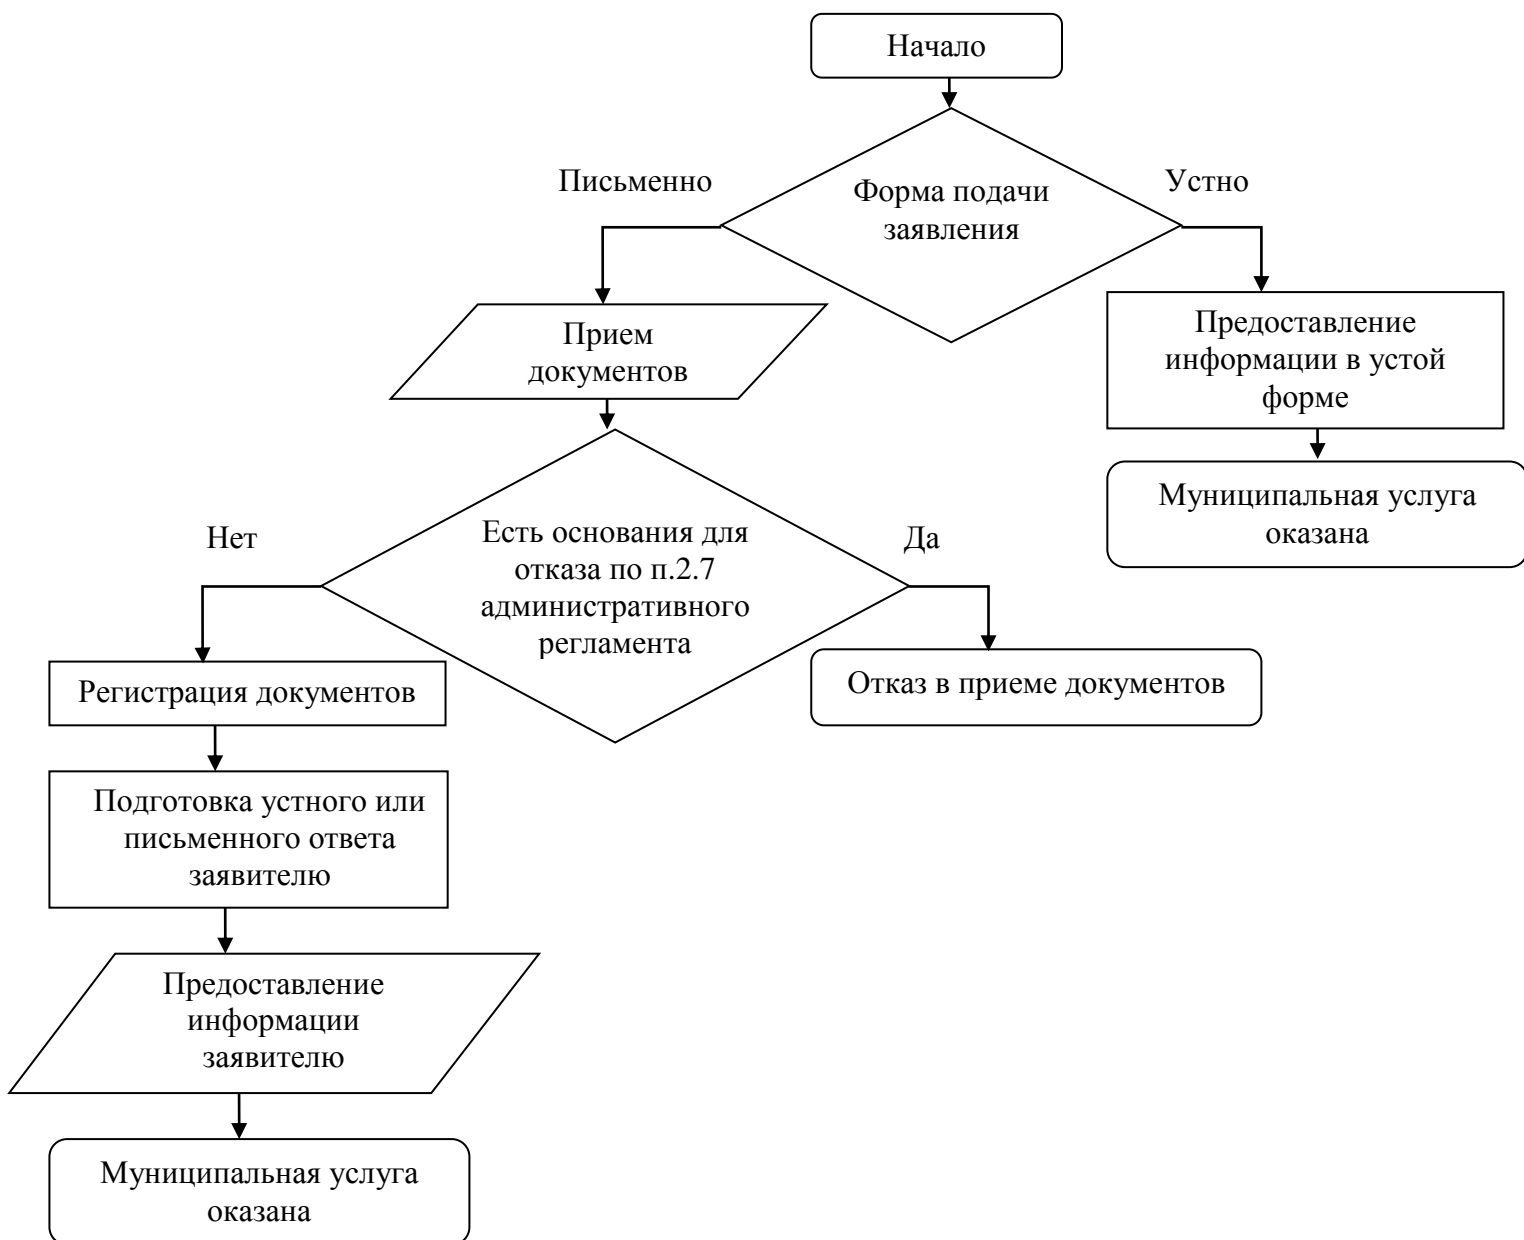 Начало
Письменно
Форма подачи
заявления
Устно
Прием
документов
Предоставление
информации в устой
форме
Муниципальная услуга
оказана
Нет
Есть основания для
отказа по п.2.7
административного
регламента
Да
Регистрация документов
Отказ в приеме документов
Подготовка устного или
письменного ответа
заявителю
Предоставление
информации
заявителю
Муниципальная услуга
оказана